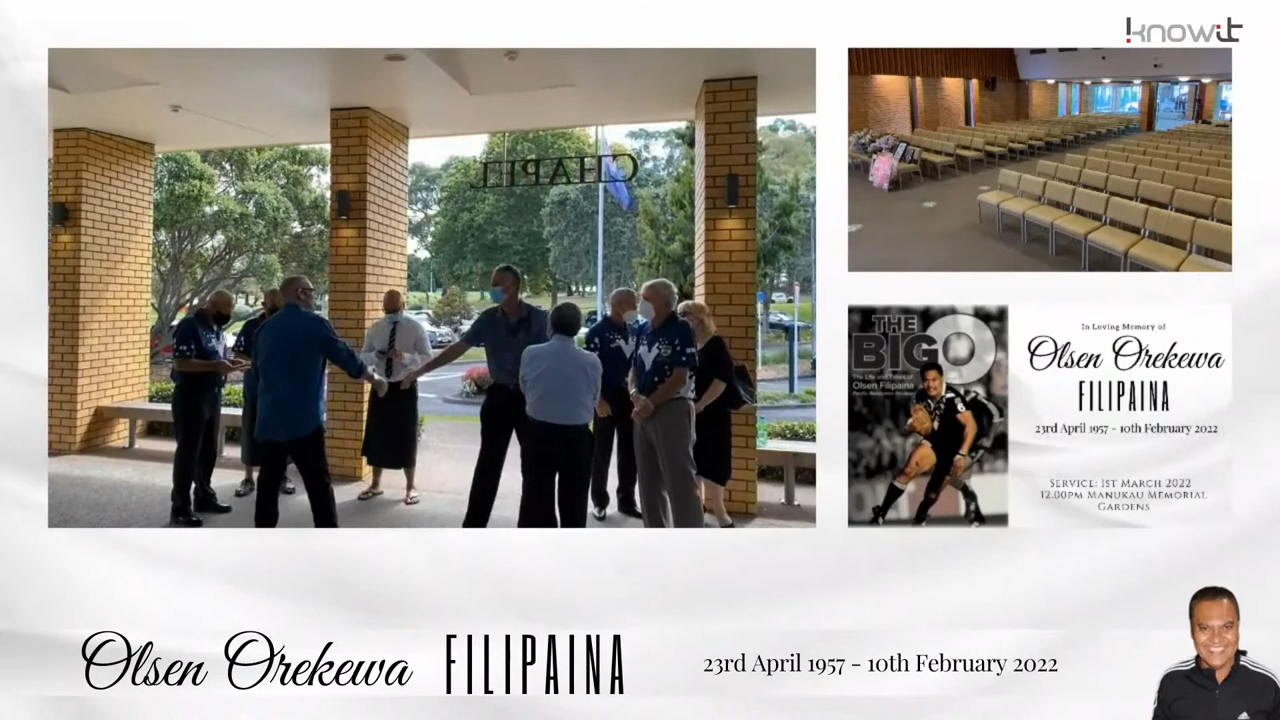 !knowit
CHAPEL
THE
BIG O
The Life and Times of
Olsen Filipaina
In Loving Memory of
Olsen Orekewa
FILIPAINA
23rd April 1957 - 10th February 2022
Service: 1st March 2022
12.00pm Manukau Memorial
Gardens
Olsen Orekewa FILIPAINA
23rd April 1957 - 10th February 2022